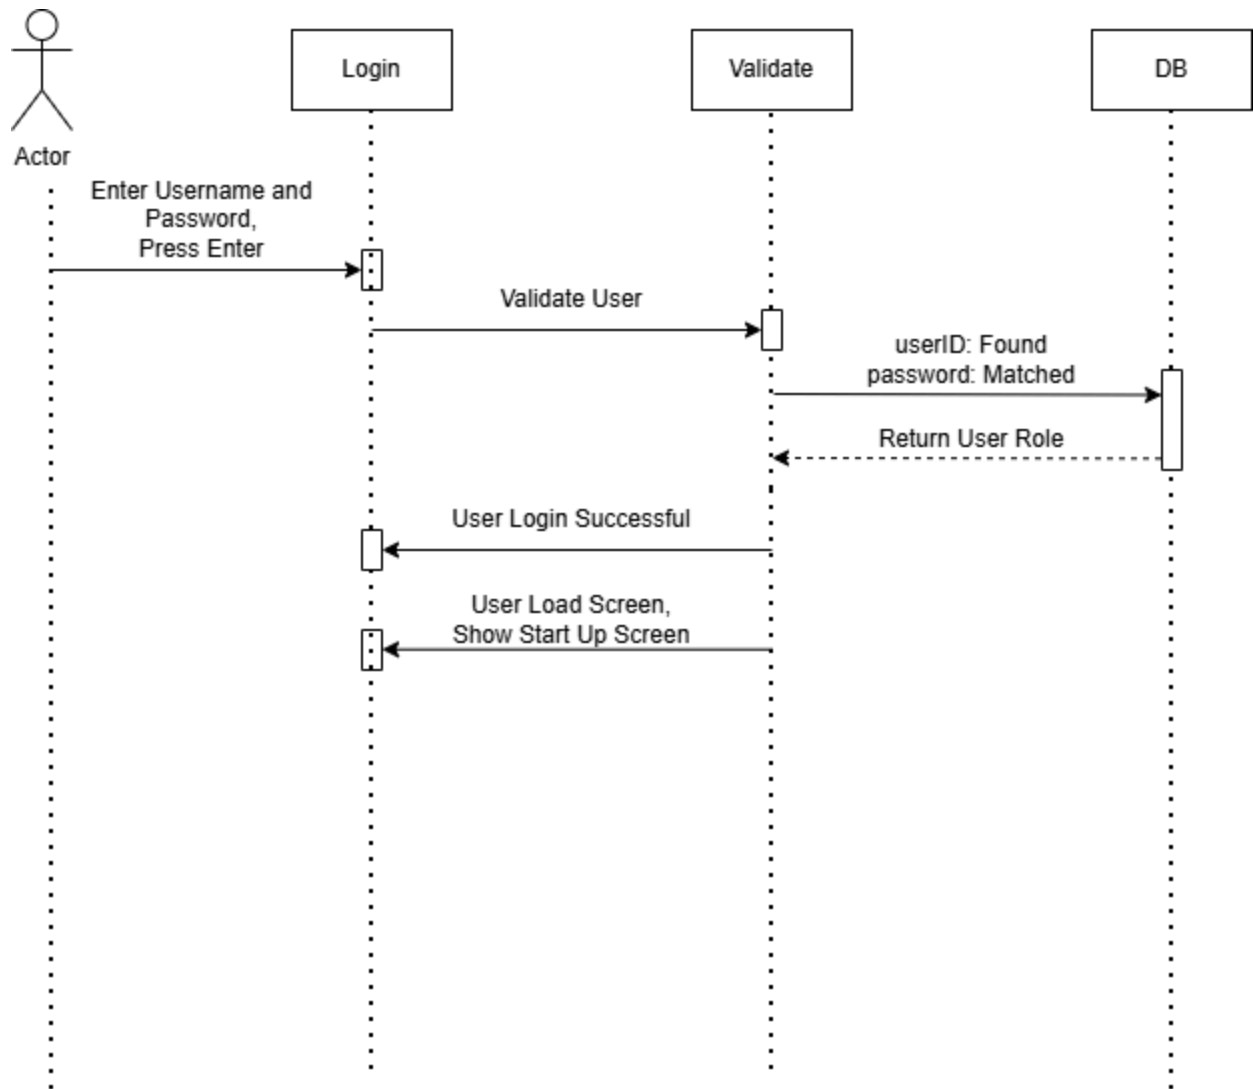 Login
Validate
DB
Actor
Enter Username and
Password,
Press Enter
Validate User
userID: Found
password: Matched
Return User Role
User Login Successful
User Load Screen,
Show Start Up Screen